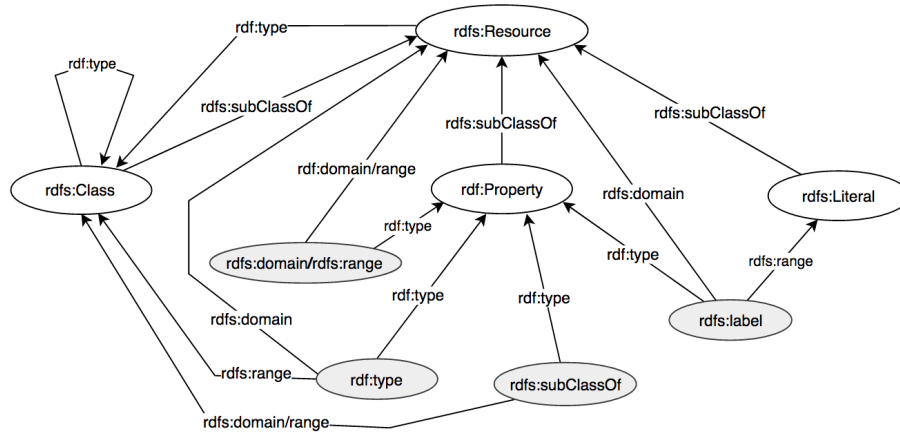 rdf:type
rdfs:Resource
rdf:type
rdfs:subClassOf
rdfs:subClassOf
rdfs:subClassOf
rdf:domain/range
rdfs:Class
rdf:Property
rdfs:domain
rdfs:Literal
rdf:type
rdf:type
rdfs:range
rdfs:domain/rdfs:range
rdf:type
rdf:type
rdfs:domain
rdfs:label
rdfs:range
rdf:type
rdfs:subClassOf
rdfs:domain/range